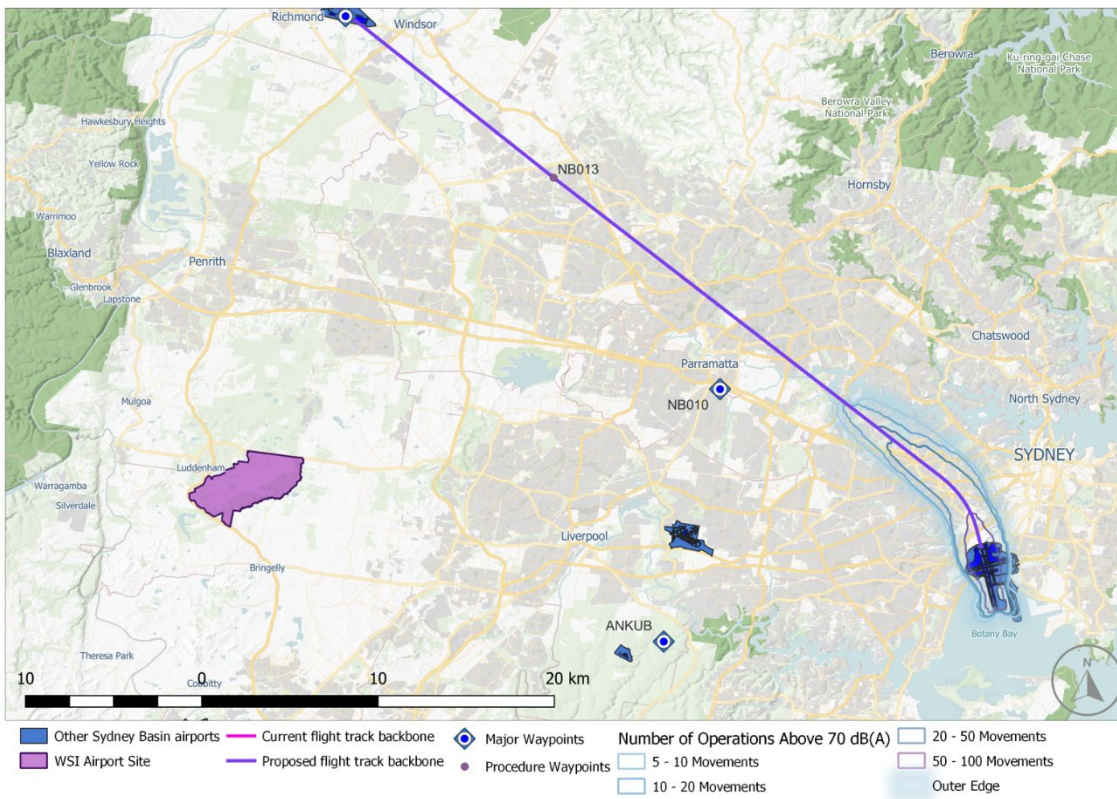 Richmond
Windsor
Berowra
Ku-ring-gai Chase
National Park
Berowra Valley
National Park
Hawkesbury Heights
Yellow Rock
NB013
Hornsby
Warrimoo
Blaxland
Penrith
Glenbrook
Lapstone
Chatswood
Parramatta
NB010
North Sydney
Mulgoa
SYDNEY
Luddenham
Warragamba
Silverdale
Liverpool
Bringelly
ANKUB
Botany Bay
Theresa Park
Cobbitty
N
10 0 10 20 km
Other Sydney Basin airports
WSI Airport Site
Current flight track backbone
Proposed flight track backbone
Major Waypoints
Procedure Waypoints
Number of Operations Above 70 dB(A)
5 - 10 Movements
10 - 20 Movements
20 - 50 Movements
50 - 100 Movements
Outer Edge